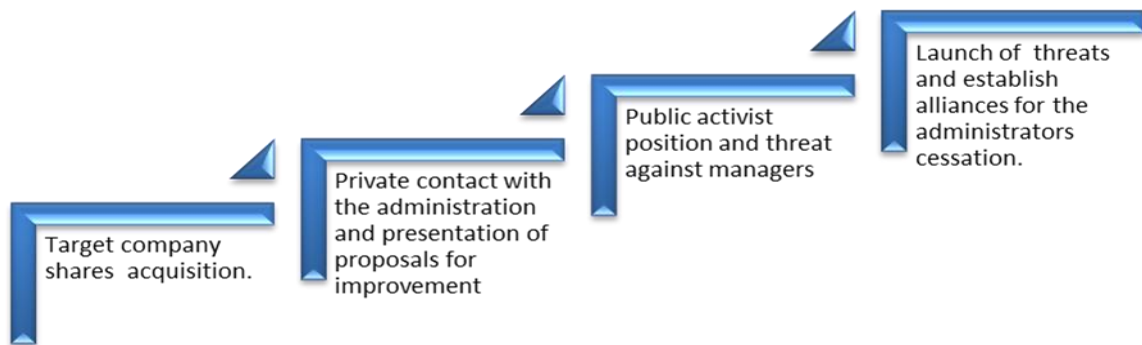 Target company
shares  acquisition.
Private contact with
the administration
and presentation of
proposals for
improvement
Public activist
position and threat
against managers
Launch of  threats
and establish
alliances for the
administrators
cessation.